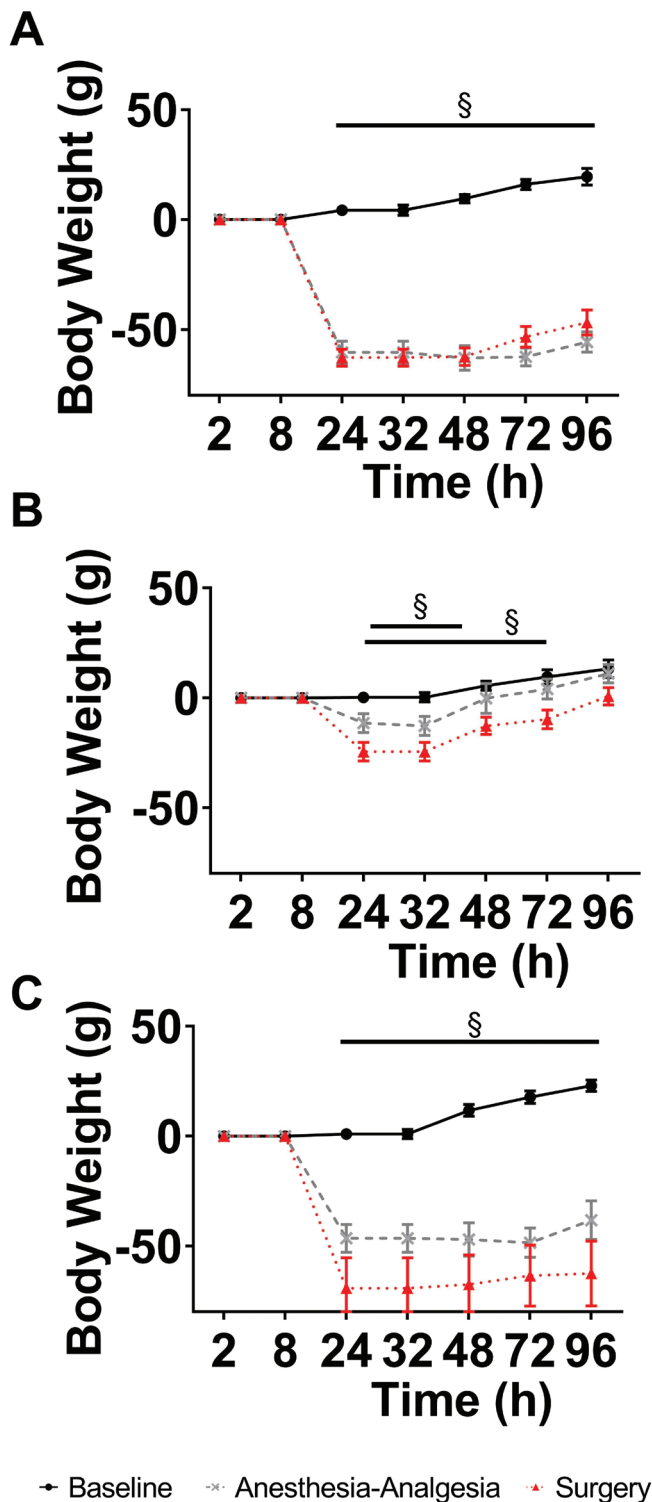 A
Body Weight (g)
50
0
-50
§
2 8 24 32 48 72 96
Time (h)
B
Body Weight (g)
50
0
-50
§
§
2 8 24 32 48 72 96
Time (h)
C
Body Weight (g)
50
0
-50
§
2 8 24 32 48 72 96
Time (h)
Baseline Anesthesia-Analgesia Surgery